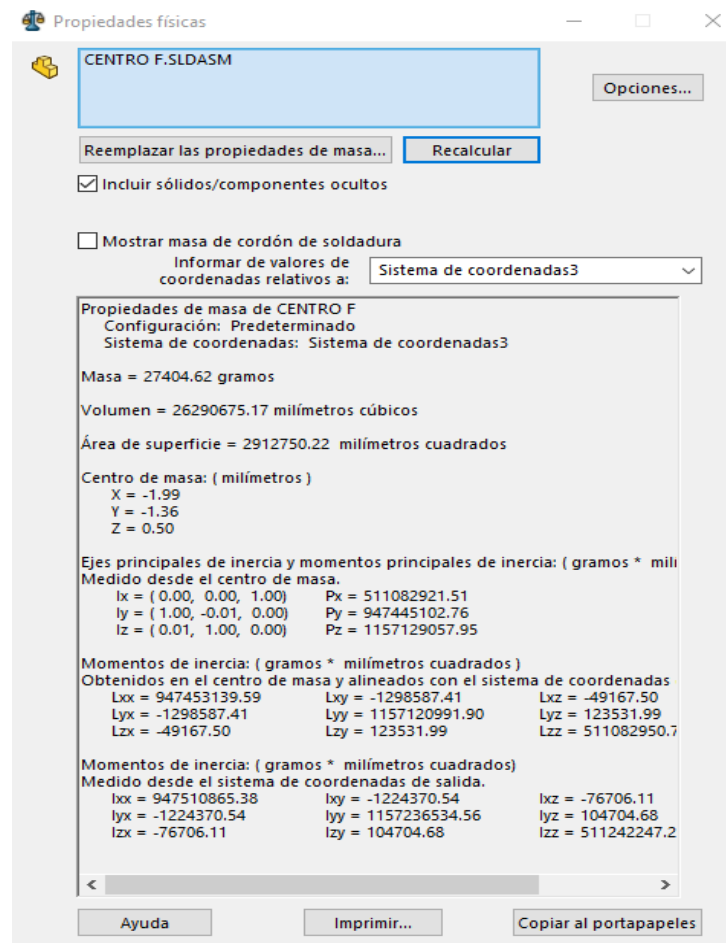 Propiedades físicas
CENTRO F.SLDASM
Opciones...
Reemplazar las propiedades de masa...
Recalcular
Incluir sólidos/componentes ocultos
Mostrar masa de cordón de soldadura
Informar de valores de
coordenadas relativos a:
Sistema de coordenadas3
Propiedades de masa de CENTRO F
Configuración: Predeterminado
Sistema de coordenadas: Sistema de coordenadas3
Masa = 27404.62 gramos
Volumen = 26290675.17 milímetros cúbicos
Área de superficie = 2912750.22 milímetros cuadrados
Centro de masa: ( milímetros )
X = -1.99
Y = -1.36
Z = 0.50
Ejes principales de inercia y momentos principales de inercia: ( gramos * milí
Medido desde el centro de masa.
Ix = ( 0.00, 0.00, 1.00) Px = 511082921.51
Iy = ( 1.00, -0.01, 0.00) Py = 947445102.76
Iz = ( 0.01, 1.00, 0.00) Pz = 1157129057.95
Momentos de inercia: ( gramos * milímetros cuadrados )
Obtenidos en el centro de masa y alineados con el sistema de coordenadas
Lxx = 947453139.59 Lxy = -1298587.41 Lxz = -49167.50
Lyx = -1298587.41 Lyy = 1157120991.90 Lyz = 123531.99
Lzx = -49167.50 Lzy = 123531.99 Lzz = 511082950.7
Momentos de inercia: ( gramos * milímetros cuadrados)
Medido desde el sistema de coordenadas de salida.
Ixx = 947510865.38 Ixy = -1224370.54 Ixz = -76706.11
Iyx = -1224370.54 Iyy = 1157236534.56 Iyz = 104704.68
Izx = -76706.11 Izy = 104704.68 Izz = 511242247.2
Ayuda
Imprimir...
Copiar al portapapeles